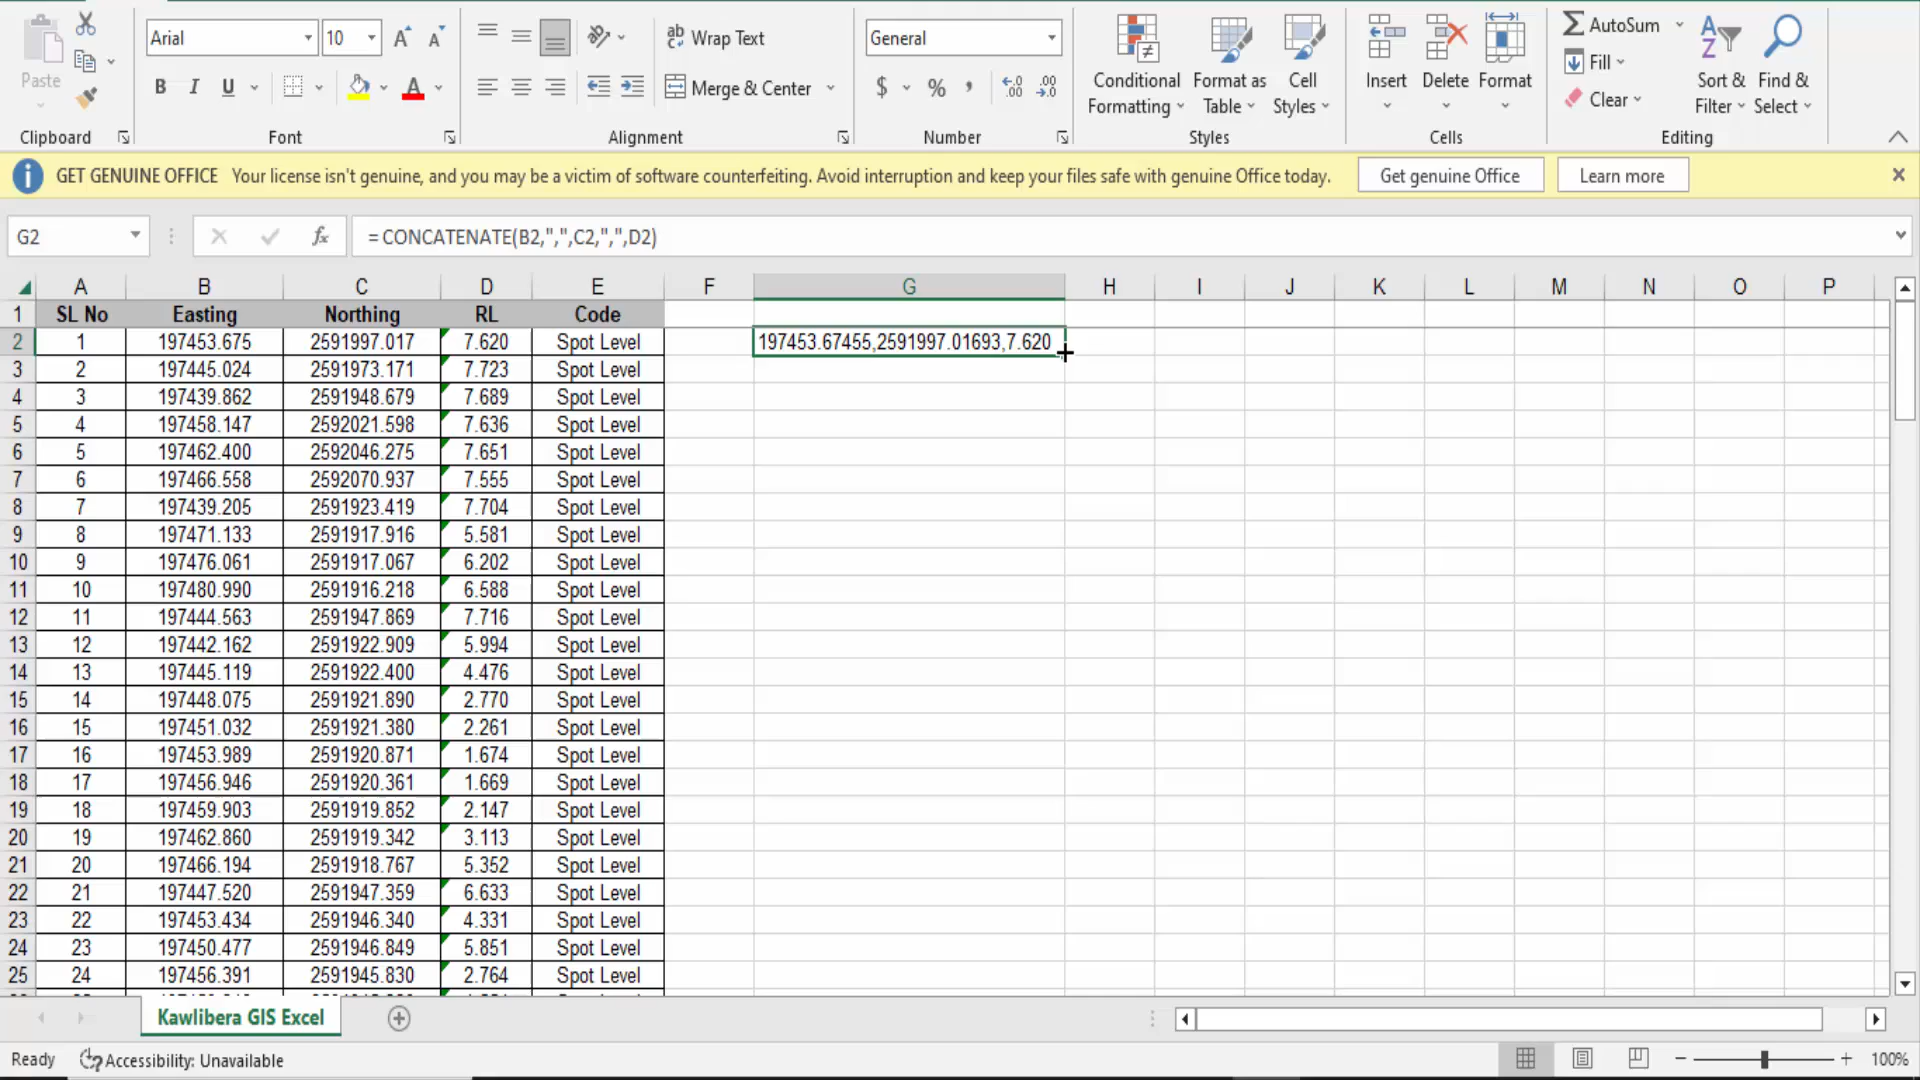 Paste
Clipboard
Arial
10
B I U
Font
Wrap Text
Merge & Center
Alignment
General
$ % ,
Number
Conditional Formatting
Format as Table
Cell Styles
Styles
Insert
Delete
Format
Cells
AutoSum
Fill
Clear
Sort & Filter
Find & Select
Editing
GET GENUINE OFFICE Your license isn't genuine, and you may be a victim of software counterfeiting. Avoid interruption and keep your files safe with genuine Office today. Get genuine Office Learn more
G2 fx =CONCATENATE(B2,",",C2,",",D2)
A B C D E F G H I J K L M N O P
1 SL No Easting Northing RL Code
2 1 197453.675 2591997.017 7.620 Spot Level 197453.67455,2591997.01693,7.620
3 2 197445.024 2591973.171 7.723 Spot Level
4 3 197439.862 2591948.679 7.689 Spot Level
5 4 197458.147 2592021.598 7.636 Spot Level
6 5 197462.400 2592046.275 7.651 Spot Level
7 6 197466.558 2592070.937 7.555 Spot Level
8 7 197439.205 2591923.419 7.704 Spot Level
9 8 197471.133 2591917.916 5.581 Spot Level
10 9 197476.061 2591917.067 6.202 Spot Level
11 10 197480.990 2591916.218 6.588 Spot Level
12 11 197444.563 2591947.869 7.716 Spot Level
13 12 197442.162 2591922.909 5.994 Spot Level
14 13 197445.119 2591922.400 4.476 Spot Level
15 14 197448.075 2591921.890 2.770 Spot Level
16 15 197451.032 2591921.380 2.261 Spot Level
17 16 197453.989 2591920.871 1.674 Spot Level
18 17 197456.946 2591920.361 1.669 Spot Level
19 18 197459.903 2591919.852 2.147 Spot Level
20 19 197462.860 2591919.342 3.113 Spot Level
21 20 197466.194 2591918.767 5.352 Spot Level
22 21 197447.520 2591947.359 6.633 Spot Level
23 22 197453.434 2591946.340 4.331 Spot Level
24 23 197450.477 2591946.849 5.851 Spot Level
25 24 197456.391 2591945.830 2.764 Spot Level
Kawlibera GIS Excel
Ready Accessibility: Unavailable 100%